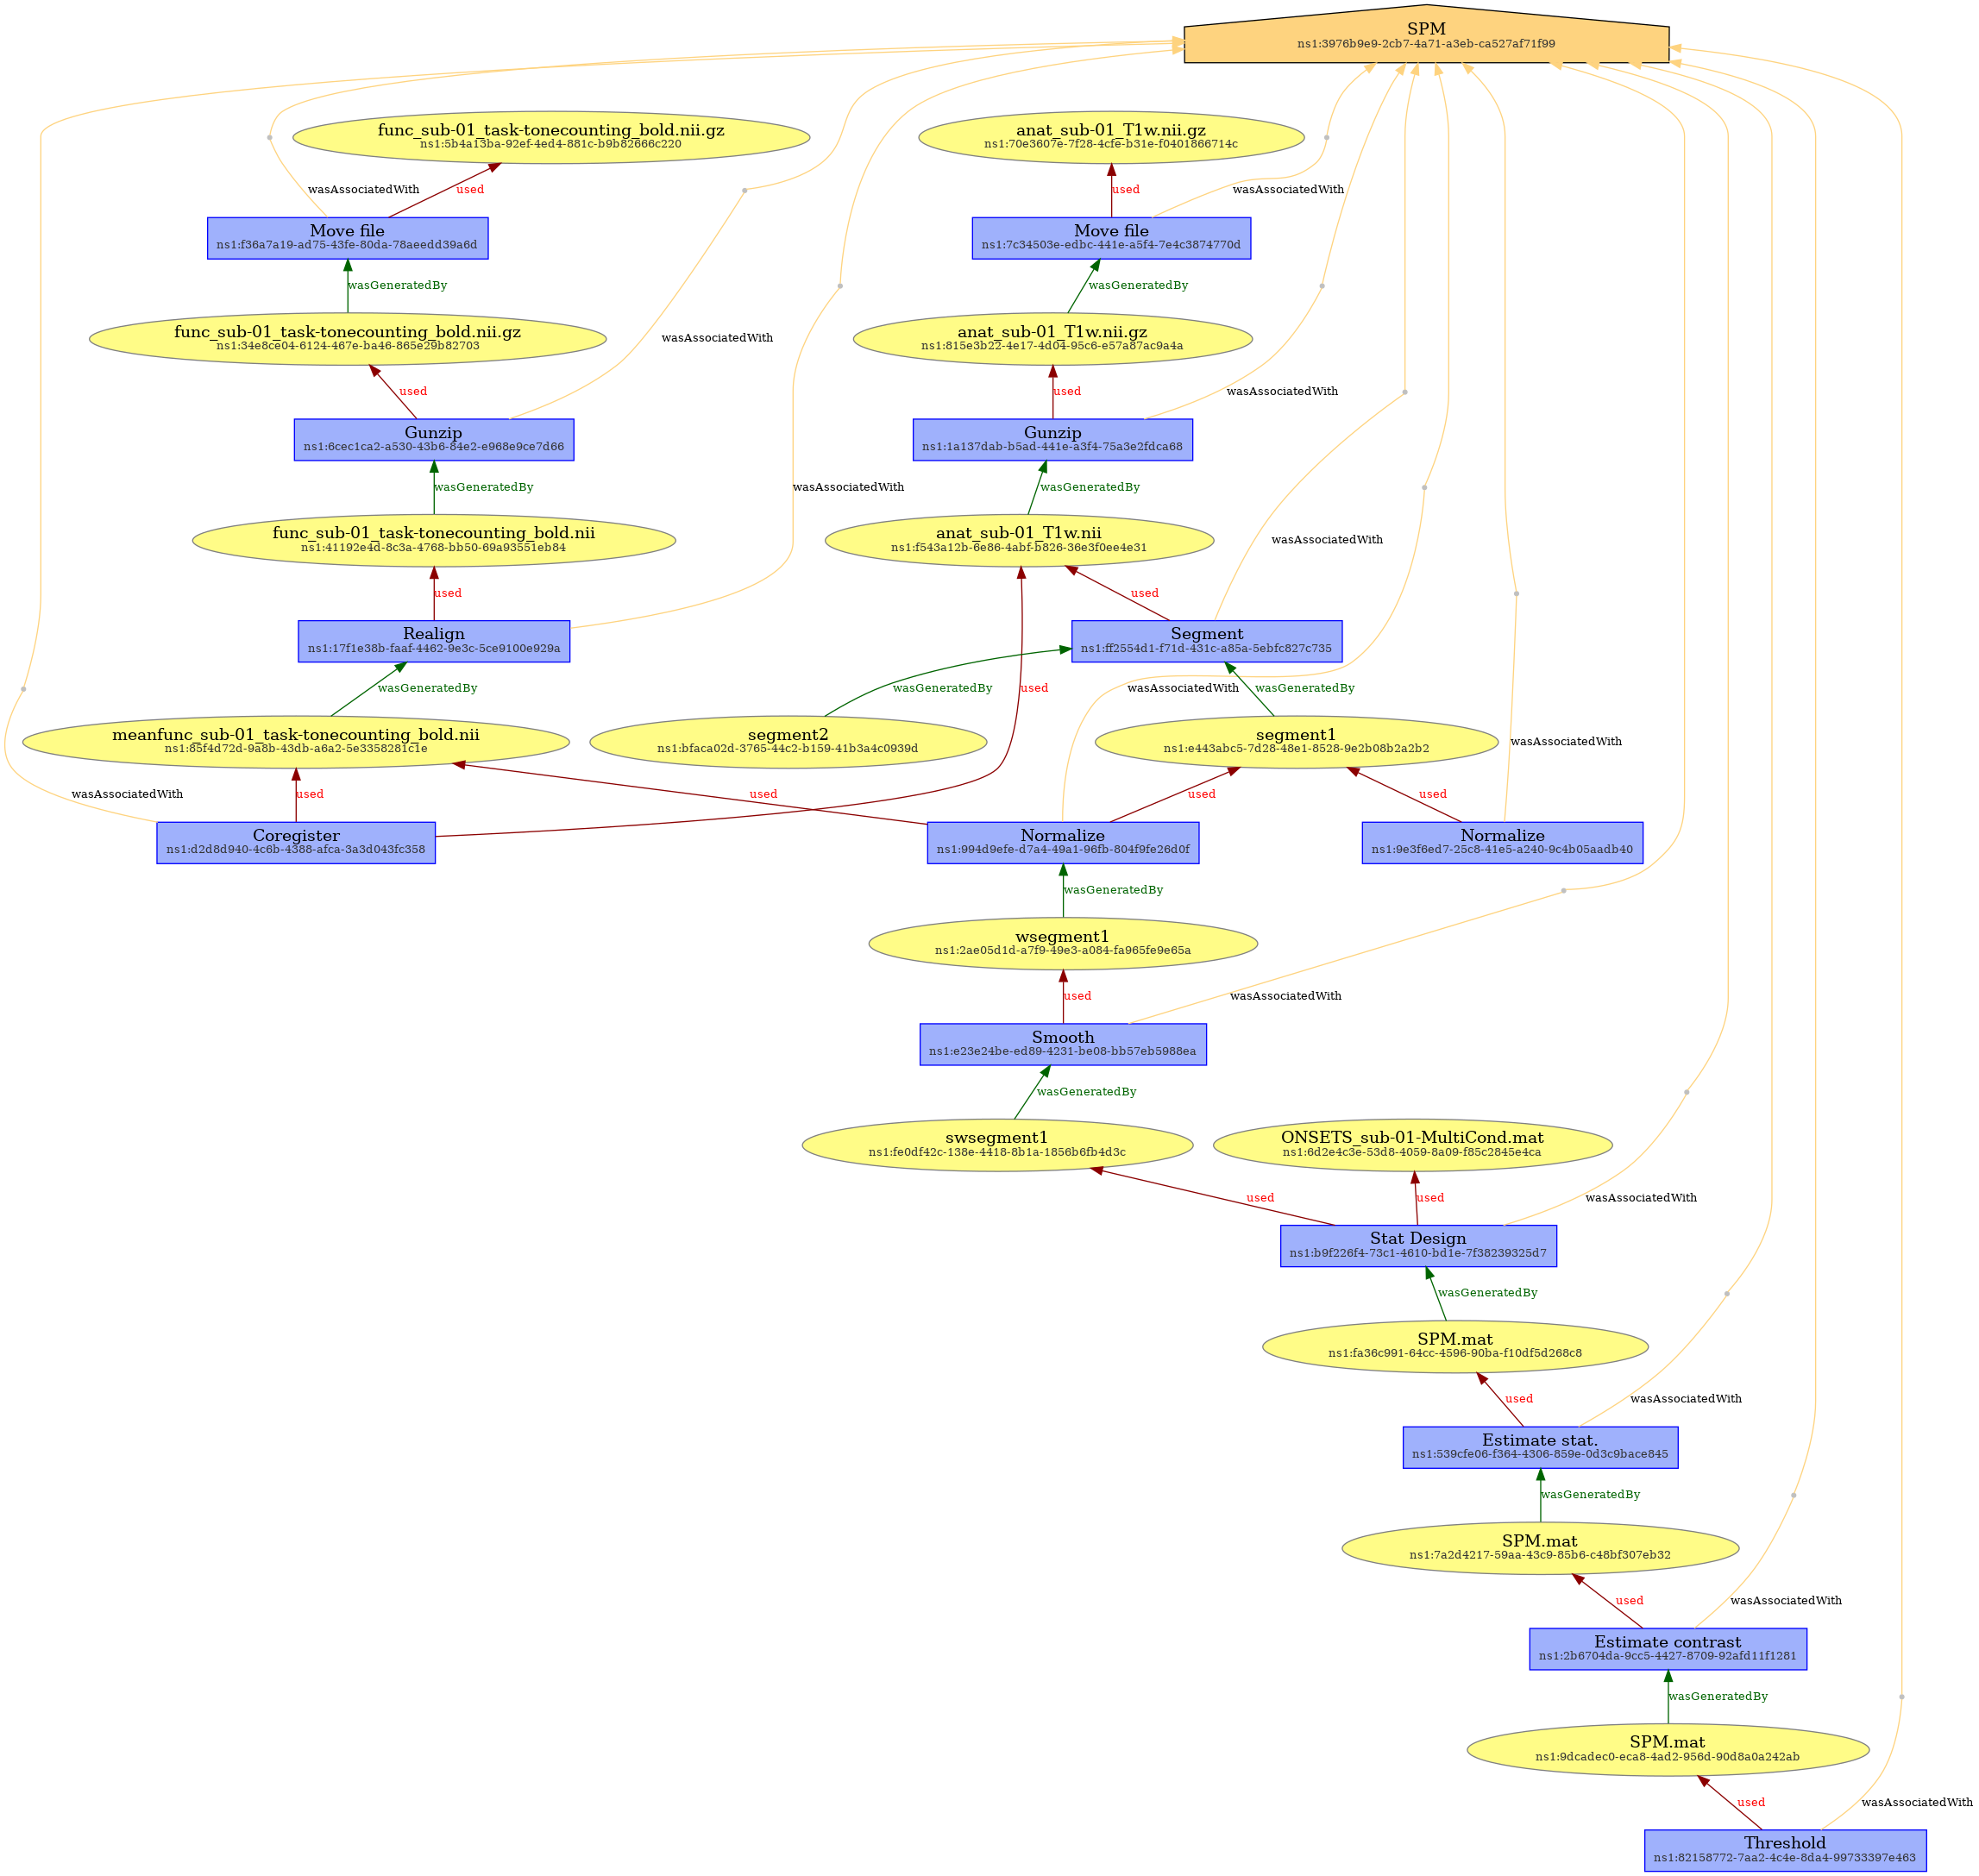 SPM
ns1:3976b9e9-2cb7-4a71-a3eb-ca527af71f99
func_sub-01_task-tonecounting_bold.nii.gz
ns1:5b4a13ba-92ef-4ed4-881c-b9b82666c220
anat_sub-01_T1w.nii.gz
ns1:70e3607e-7f28-4cfe-b31e-f0401866714c
wasAssociatedWith
used
used
wasAssociatedWith
Move file
ns1:f36a7a19-ad75-43fe-80da-78aeedd39a6d
Move file
ns1:7c34503e-edbc-441e-a5f4-7e4c3874770d
wasGeneratedBy
wasGeneratedBy
func_sub-01_task-tonecounting_bold.nii.gz
ns1:34e8ce04-6124-467e-ba46-865e29b82703
wasAssociatedWith
anat_sub-01_T1w.nii.gz
ns1:815e3b22-4e17-4d04-95c6-e57a87ac9a4a
used
used
wasAssociatedWith
Gunzip
ns1:6cec1ca2-a530-43b6-84e2-e968e9ce7d66
Gunzip
ns1:1a137dab-b5ad-441e-a3f4-75a3e2fdca68
wasGeneratedBy
wasAssociatedWith
wasGeneratedBy
func_sub-01_task-tonecounting_bold.nii
ns1:41192e4d-8c3a-4768-bb50-69a93551eb84
anat_sub-01_T1w.nii
ns1:f543a12b-6e86-4abf-b826-36e3f0ee4e31
wasAssociatedWith
used
used
Realign
ns1:17f1e38b-faaf-4462-9e3c-5ce9100e929a
Segment
ns1:ff2554d1-f71d-431c-a85a-5ebfc827c735
wasGeneratedBy
wasGeneratedBy
used
wasAssociatedWith
wasGeneratedBy
meanfunc_sub-01_task-tonecounting_bold.nii
ns1:85f4d72d-9a8b-43db-a6a2-5e3358281c1e
segment2
ns1:bfaca02d-3765-44c2-b159-41b3a4c0939d
segment1
ns1:e443abc5-7d28-48e1-8528-9e2b08b2a2b2
wasAssociatedWith
wasAssociatedWith
used
used
used
used
Coregister
ns1:d2d8d940-4c6b-4388-afca-3a3d043fc358
Normalize
ns1:994d9efe-d7a4-49a1-96fb-804f9fe26d0f
Normalize
ns1:9e3f6ed7-25c8-41e5-a240-9c4b05aadb40
wasGeneratedBy
wsegment1
ns1:2ae05d1d-a7f9-49e3-a084-fa965fe9e65a
used
wasAssociatedWith
Smooth
ns1:e23e24be-ed89-4231-be08-bb57eb5988ea
wasGeneratedBy
swsegment1
ns1:fe0df42c-138e-4418-8b1a-1856b6fb4d3c
ONSETS_sub-01-MultiCond.mat
ns1:6d2e4c3e-53d8-4059-8a09-f85c2845e4ca
used
used
wasAssociatedWith
Stat Design
ns1:b9f226f4-73c1-4610-bd1e-7f38239325d7
wasGeneratedBy
SPM.mat
ns1:fa36c991-64cc-4596-90ba-f10df5d268c8
used
wasAssociatedWith
Estimate stat.
ns1:539cfe06-f364-4306-859e-0d3c9bace845
wasGeneratedBy
SPM.mat
ns1:7a2d4217-59aa-43c9-85b6-c48bf307eb32
used
wasAssociatedWith
Estimate contrast
ns1:2b6704da-9cc5-4427-8709-92afd11f1281
wasGeneratedBy
SPM.mat
ns1:9dcadec0-eca8-4ad2-956d-90d8a0a242ab
used
wasAssociatedWith
Threshold
ns1:82158772-7aa2-4c4e-8da4-99733397e463